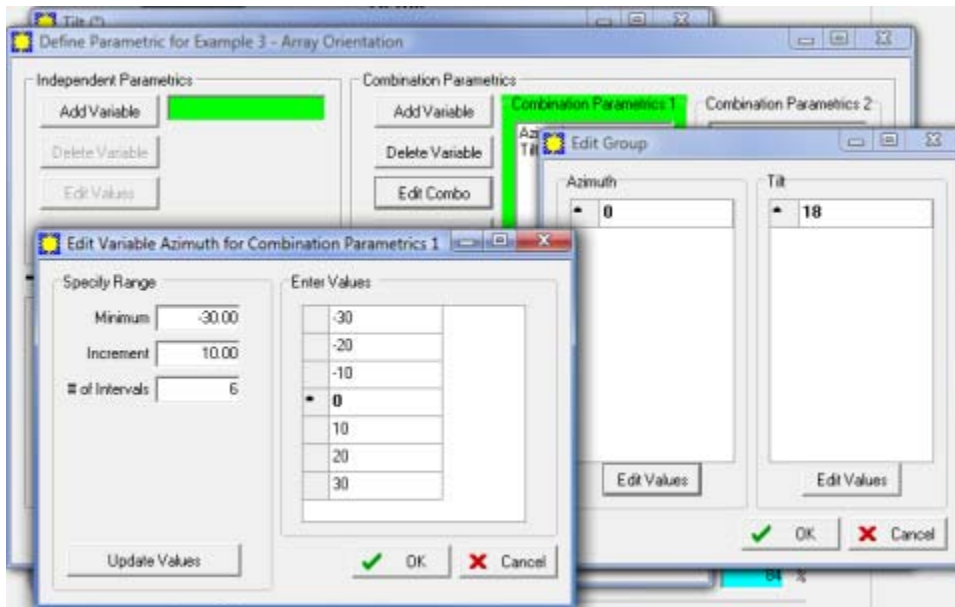 Tilt (°)
Define Parametric for Example 3 - Array Orientation
Independent Parametrics
Add Variable
Delete Variable
Edit Values
Combination Parametrics
Add Variable
Delete Variable
Edit Combo
Combination Parametrics 1
Combination Parametrics 2
Edit Group
Azimuth
0
Edit Values
Tilt
18
Edit Values
OK
Cancel
Edit Variable Azimuth for Combination Parametrics 1
Specify Range
Minimum -30.00
Increment 10.00
# of Intervals 6
Update Values
Enter Values
-30
-20
-10
0
10
20
30
OK
Cancel
84 %